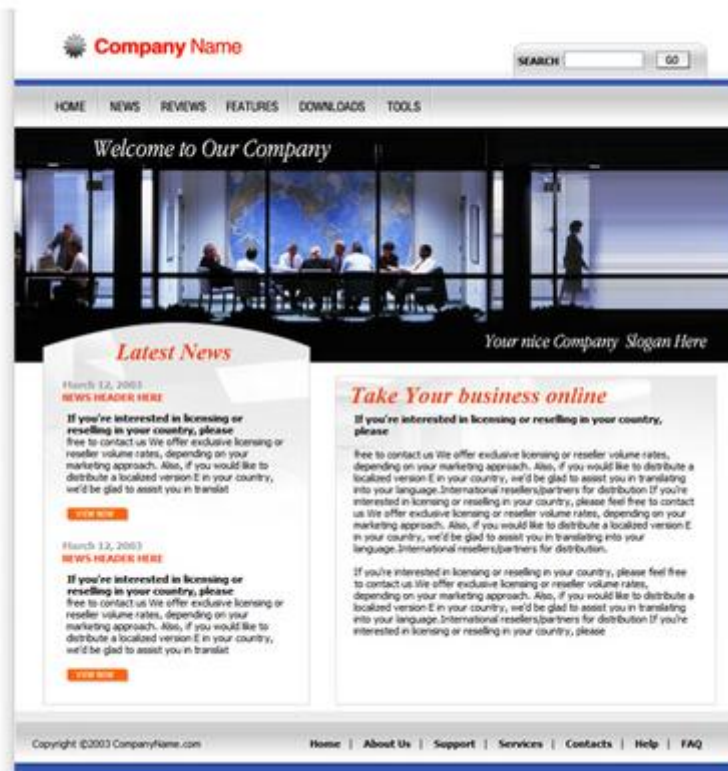 Company Name
SEARCH GO
HOME NEWS REVIEWS FEATURES DOWNLOADS TOOLS
Welcome to Our Company
Your nice Company Slogan Here
Latest News
March 12, 2003
NEWS HEADER HERE
If you're interested in licensing or
reselling in your country, please
free to contact us We offer exclusive licensing or
reseller volume rates, depending on your
marketing approach. Also, if you would like to
distribute a localized version E in your country,
we'd be glad to assist you in translat
VIEW NOW
March 12, 2003
NEWS HEADER HERE
If you're interested in licensing or
reselling in your country, please
free to contact us We offer exclusive licensing or
reseller volume rates, depending on your
marketing approach. Also, if you would like to
distribute a localized version E in your country,
we'd be glad to assist you in translat
VIEW NOW
Take Your business online
If you're interested in licensing or reselling in your country,
please
free to contact us We offer exclusive licensing or reseller volume rates,
depending on your marketing approach. Also, if you would like to distribute a
localized version E in your country, we'd be glad to assist you in translating
into your language.International resellers/partners for distribution If you're
interested in licensing or reselling in your country, please feel free to contact
us We offer exclusive licensing or reseller volume rates, depending on your
marketing approach. Also, if you would like to distribute a localized version E
in your country, we'd be glad to assist you in translating into your
language.International resellers/partners for distribution.
If you're interested in licensing or reselling in your country, please feel free
to contact us We offer exclusive licensing or reseller volume rates,
depending on your marketing approach. Also, if you would like to distribute a
localized version E in your country, we'd be glad to assist you in translating
into your language.International resellers/partners for distribution If you're
interested in licensing or reselling in your country, please
Copyright ©2003 CompanyName.com
Home | About Us | Support | Services | Contacts | Help | FAQ